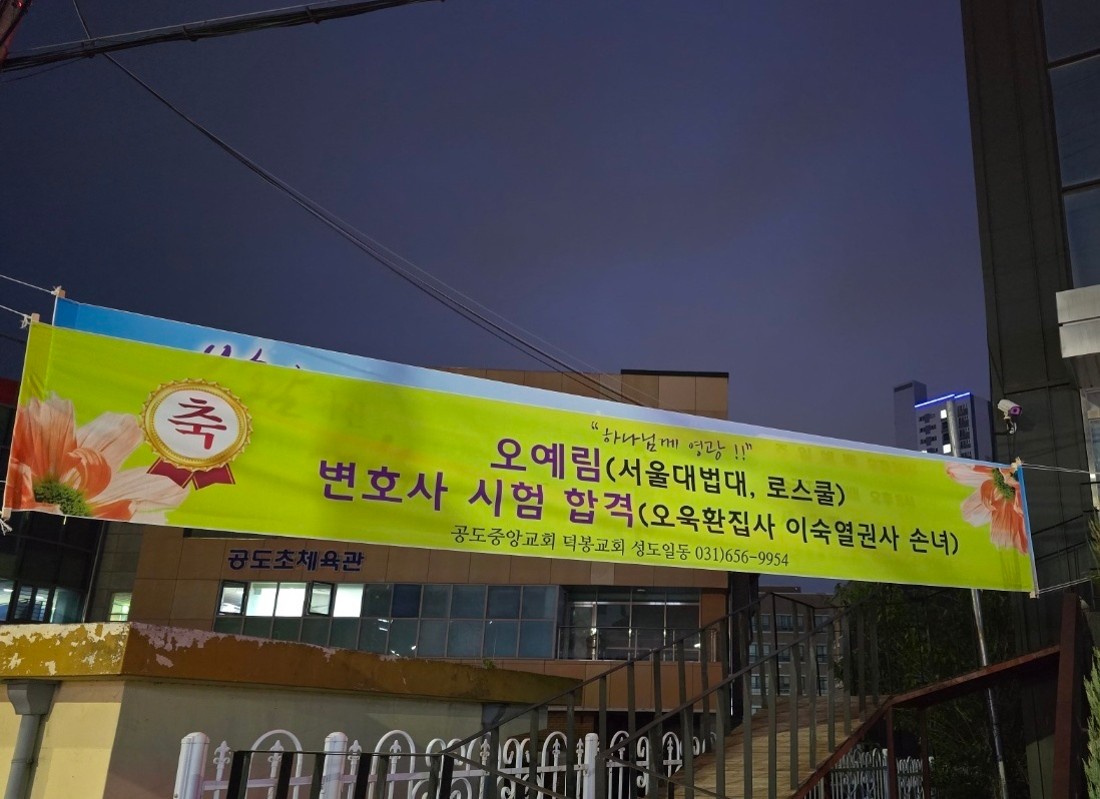 축
“하나님께 영광 !!”
오예림(서울대법대, 로스쿨)
변호사 시험 합격(오욱환집사 이숙열권사 손녀)
공도중앙교회 덕봉교회 성도일동 031)656-9954
공도초체육관